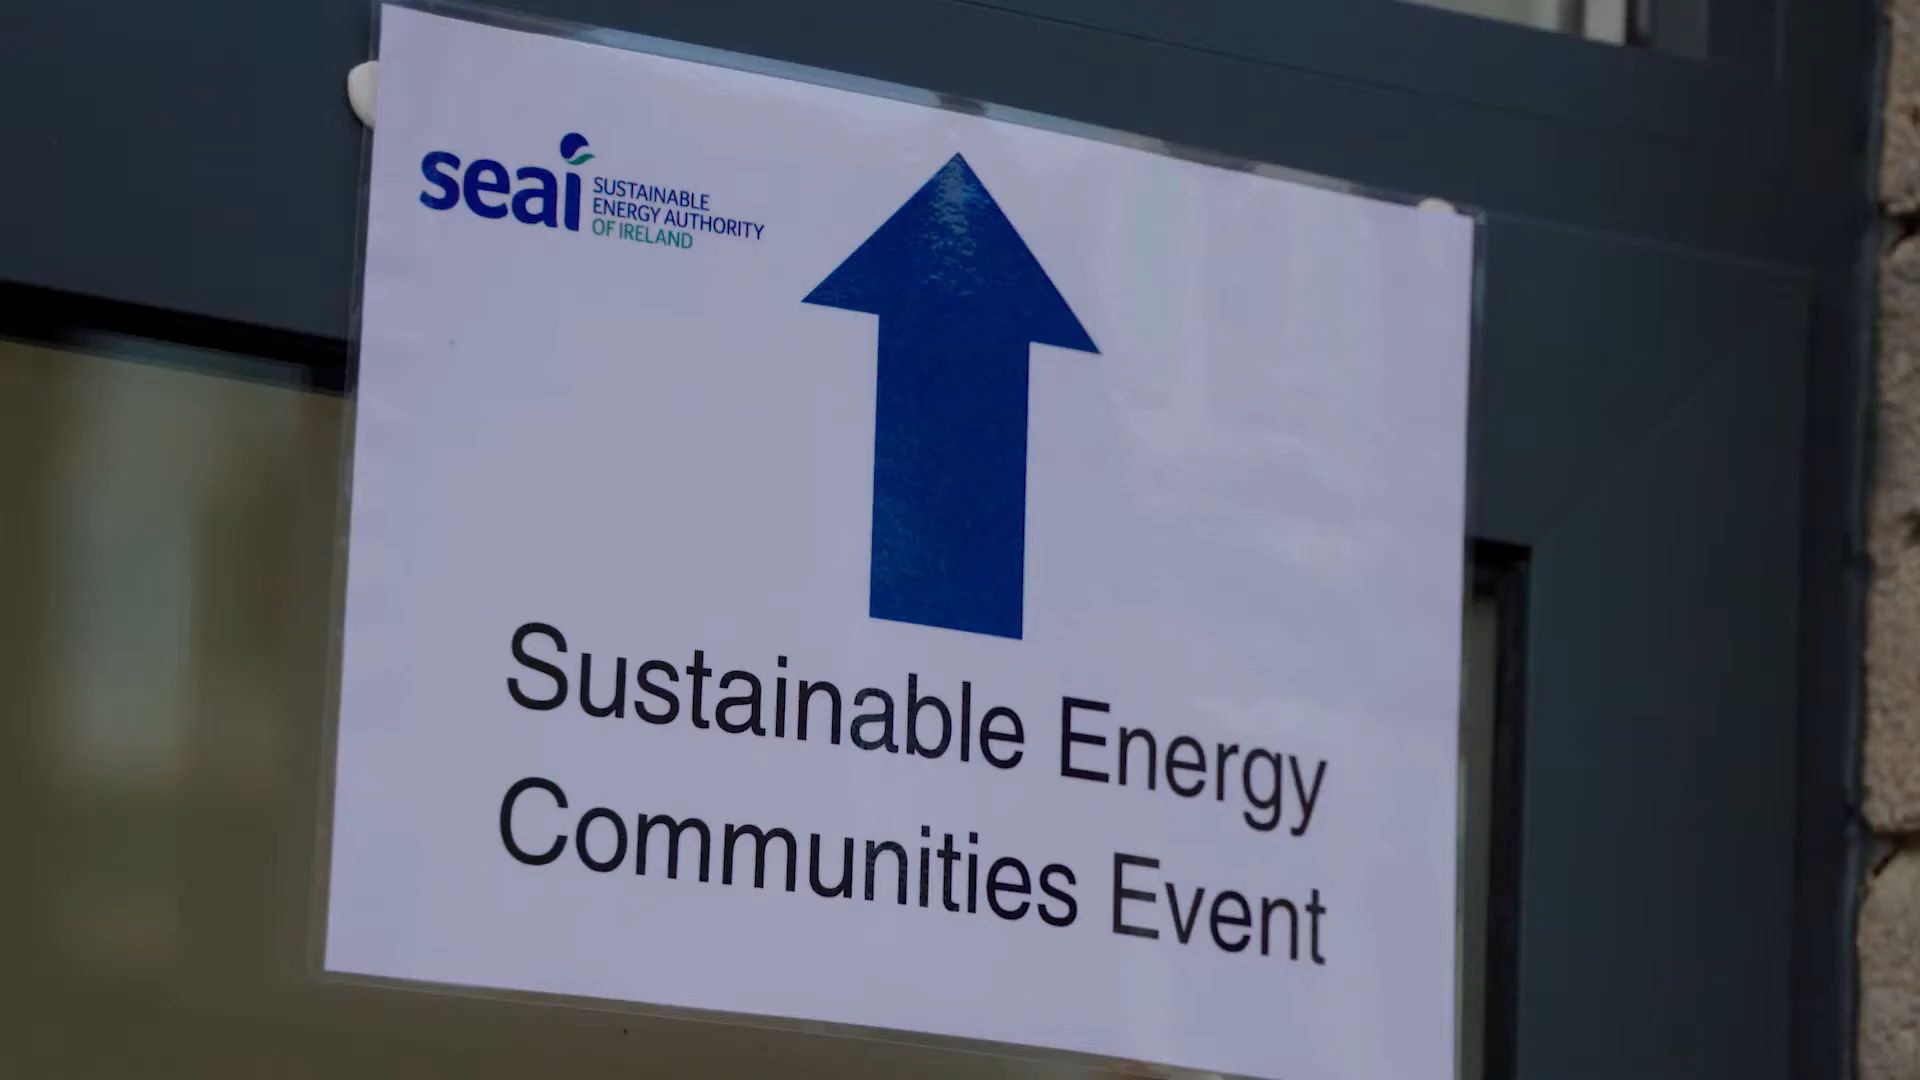 seai
SUSTAINABLE
ENERGY AUTHORITY
OF IRELAND
Sustainable Energy
Communities Event